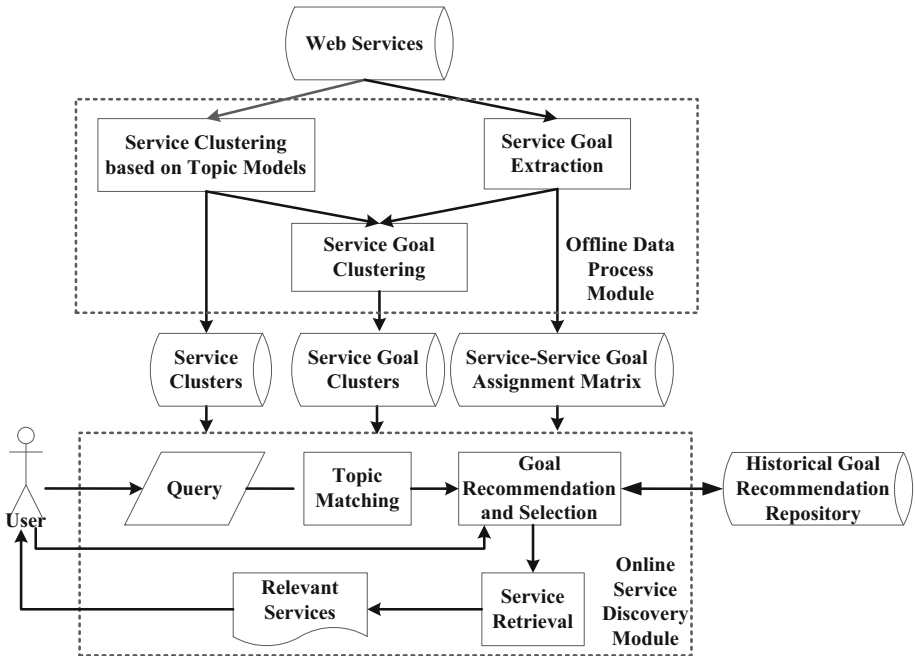 Web Services
Service Clustering
based on Topic Models
Service Goal
Extraction
Service Goal
Clustering
Offline Data
Process
Module
Service
Clusters
Service Goal
Clusters
Service-Service Goal
Assignment Matrix
User
Query
Topic
Matching
Goal
Recommendation
and Selection
Historical Goal
Recommendation
Repository
Relevant
Services
Service
Retrieval
Online
Service
Discovery
Module